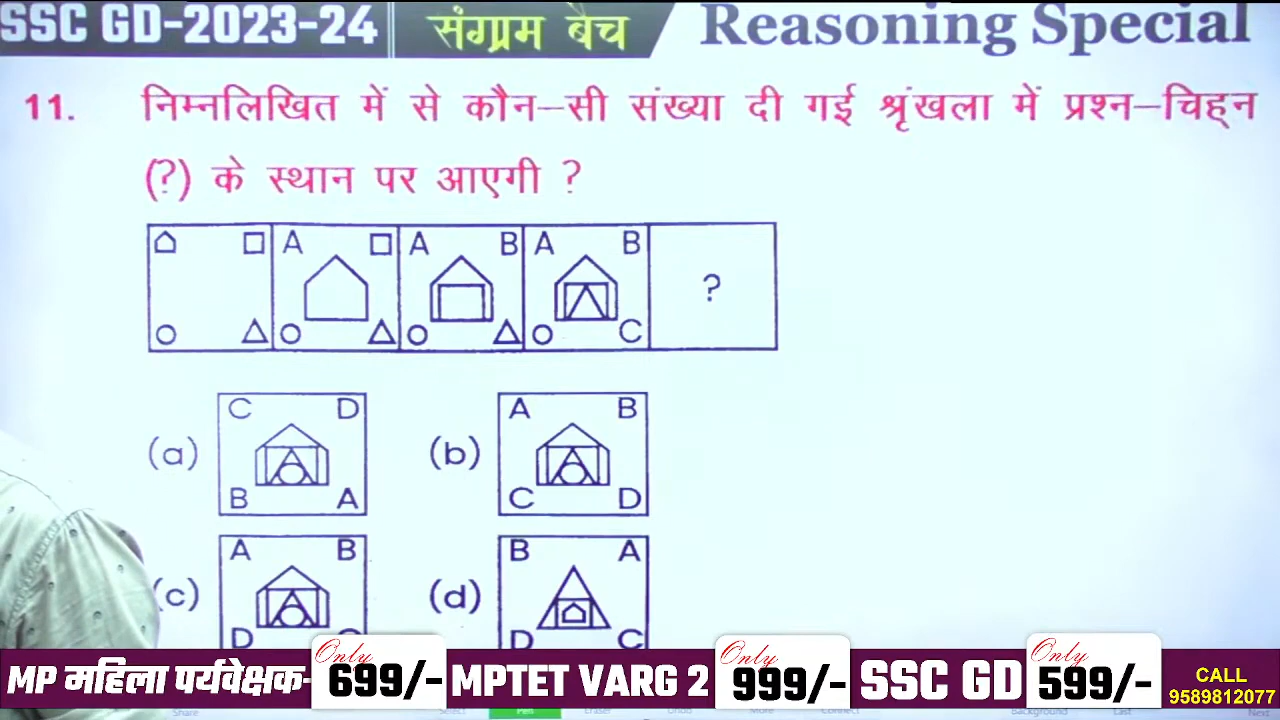 SSC GD-2023-24 संग्राम बैच Reasoning Special
11. निम्नलिखित में से कौन-सी संख्या दी गई श्रृंखला में प्रश्न-चिह्न
(?) के स्थान पर आएगी ?
A A B A B
?
C
(a) C D (b) A B
B A C D
(c) A B (d) B A
D D C
Only Only Only
MP महिला पर्यवेक्षक- 699/- MPTET VARG 2 999/- SSC GD 599/- CALL
9589812077